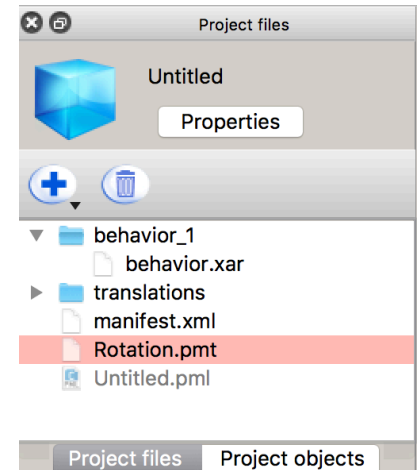 Project files
Untitled
Properties
behavior_1
behavior.xar
translations
manifest.xml
Rotation.pmt
Untitled.pml
Project files Project objects